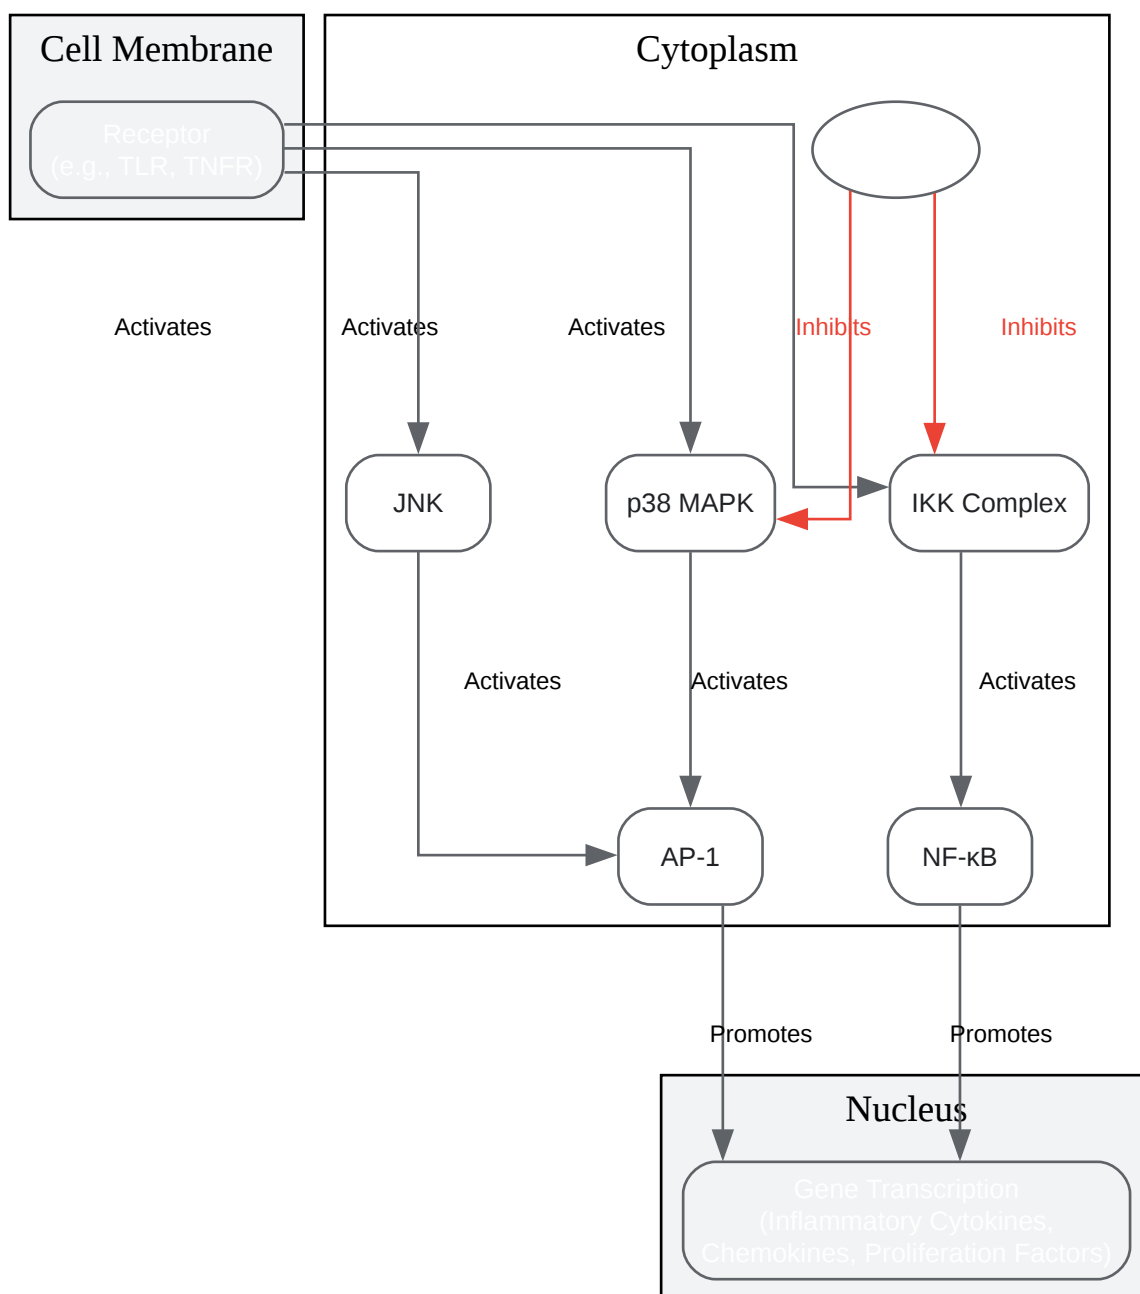 Cell Membrane
Cytoplasm
Receptor
(e.g., TLR, TNFR)
Activates
Activates
Activates
Inhibits
Inhibits
JNK
p38 MAPK
IKK Complex
Activates
Activates
Activates
AP-1
NF-κB
Promotes
Promotes
Nucleus
Gene Transcription
(Inflammatory Cytokines,
Chemokines, Proliferation Factors)